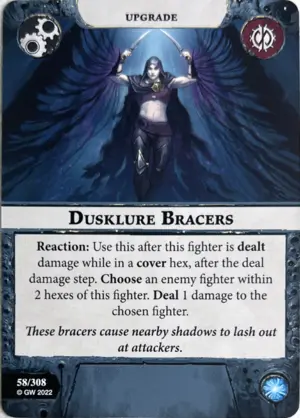 UPGRADE
DUSKLURE BRACERS
Reaction: Use this after this fighter is dealt
damage while in a cover hex, after the deal
damage step. Choose an enemy fighter within
2 hexes of this fighter. Deal 1 damage to the
chosen fighter.
These bracers cause nearby shadows to lash out
at attackers.
58/308
© GW 2022